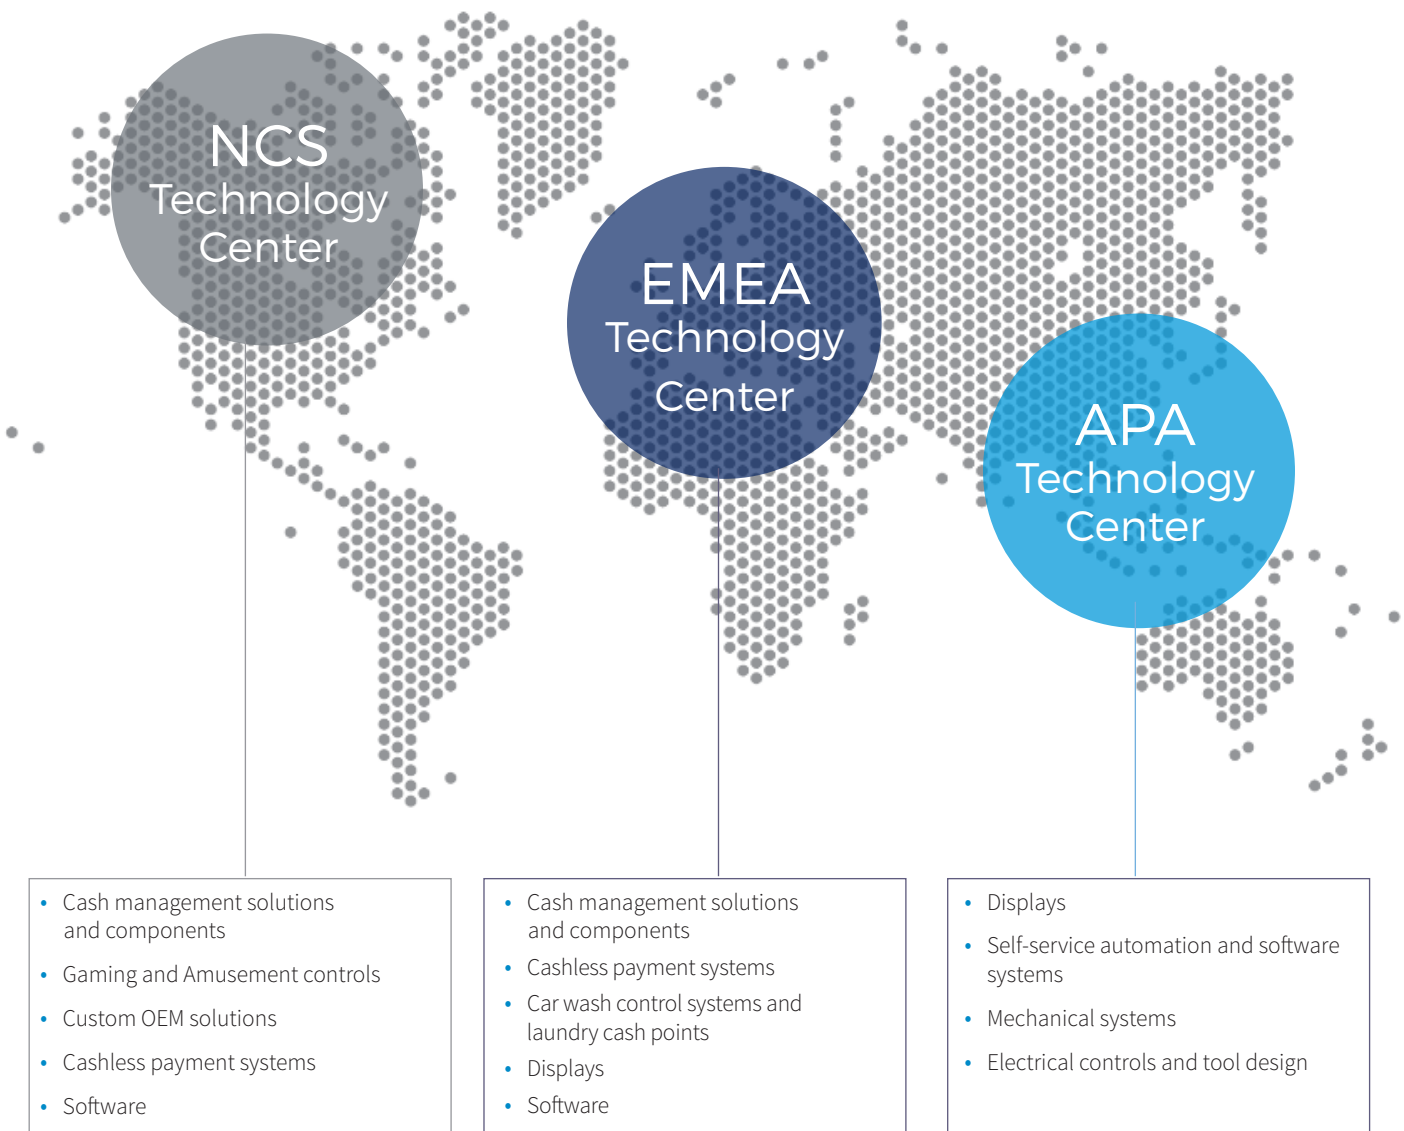 NCS
Technology
Center
EMEA
Technology
Center
APA
Technology
Center
• Cash management solutions
and components
• Gaming and Amusement controls
• Custom OEM solutions
• Cashless payment systems
• Software
• Cash management solutions
and components
• Cashless payment systems
• Car wash control systems and
laundry cash points
• Displays
• Software
• Displays
• Self-service automation and software
systems
• Mechanical systems
• Electrical controls and tool design